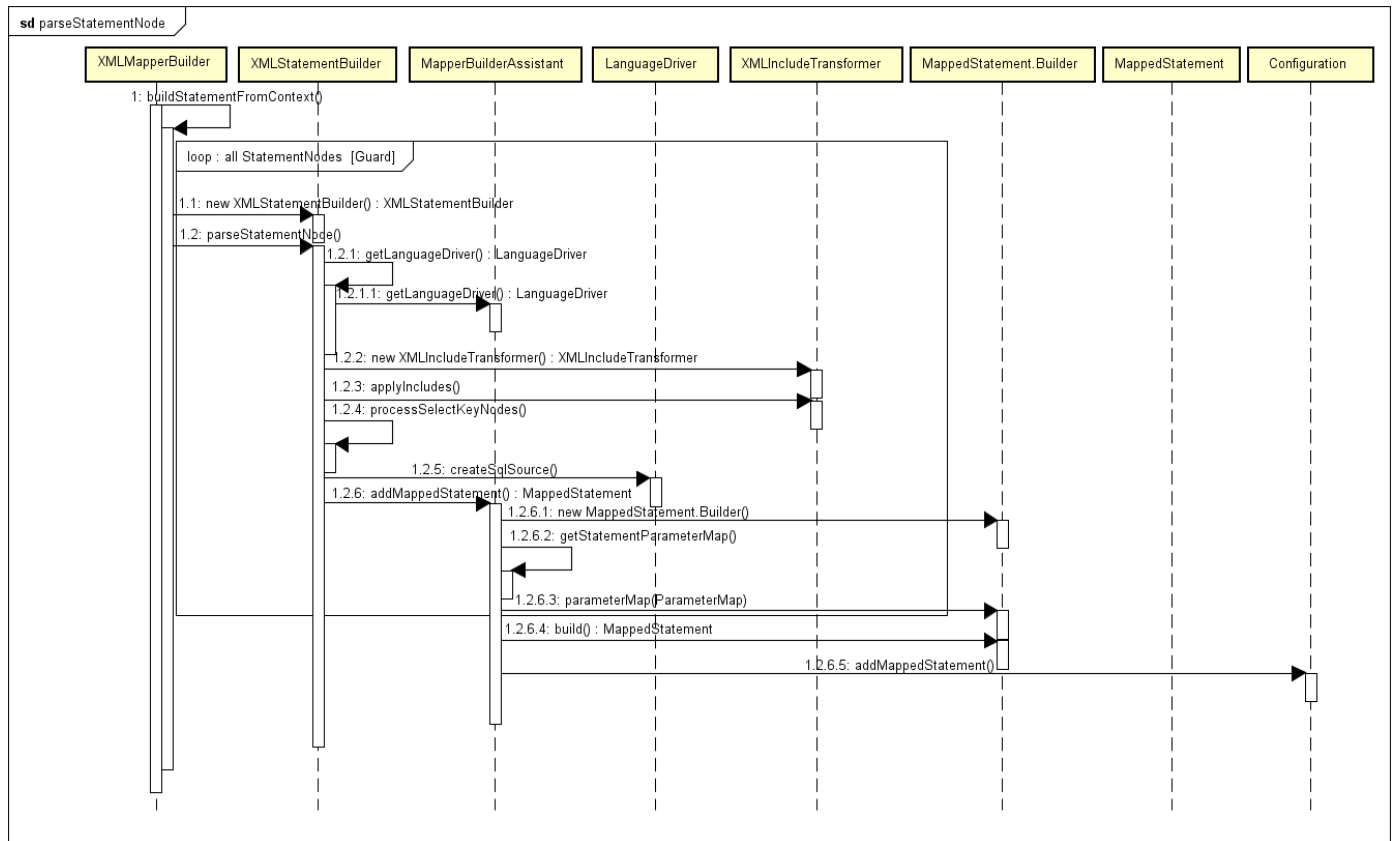 sd parseStatementNode
XMLMapperBuilder
XMLStatementBuilder
MapperBuilderAssistant
LanguageDriver
XMLIncludeTransformer
MappedStatement.Builder
MappedStatement
Configuration
1: buildStatementFromContext()
loop : all StatementNodes [Guard]
1.1: new XMLStatementBuilder() : XMLStatementBuilder
1.2: parseStatementNode()
1.2.1: getLanguageDriver() : LanguageDriver
1.2.1.1: getLanguageDriver() : LanguageDriver
1.2.2: new XMLIncludeTransformer() : XMLIncludeTransformer
1.2.3: applyIncludes()
1.2.4: processSelectKeyNodes()
1.2.5: createSqlSource()
1.2.6: addMappedStatement() : MappedStatement
1.2.6.1: new MappedStatement.Builder()
1.2.6.2: getStatementParameterMap()
1.2.6.3: parameterMap(ParameterMap)
1.2.6.4: build() : MappedStatement
1.2.6.5: addMappedStatement()